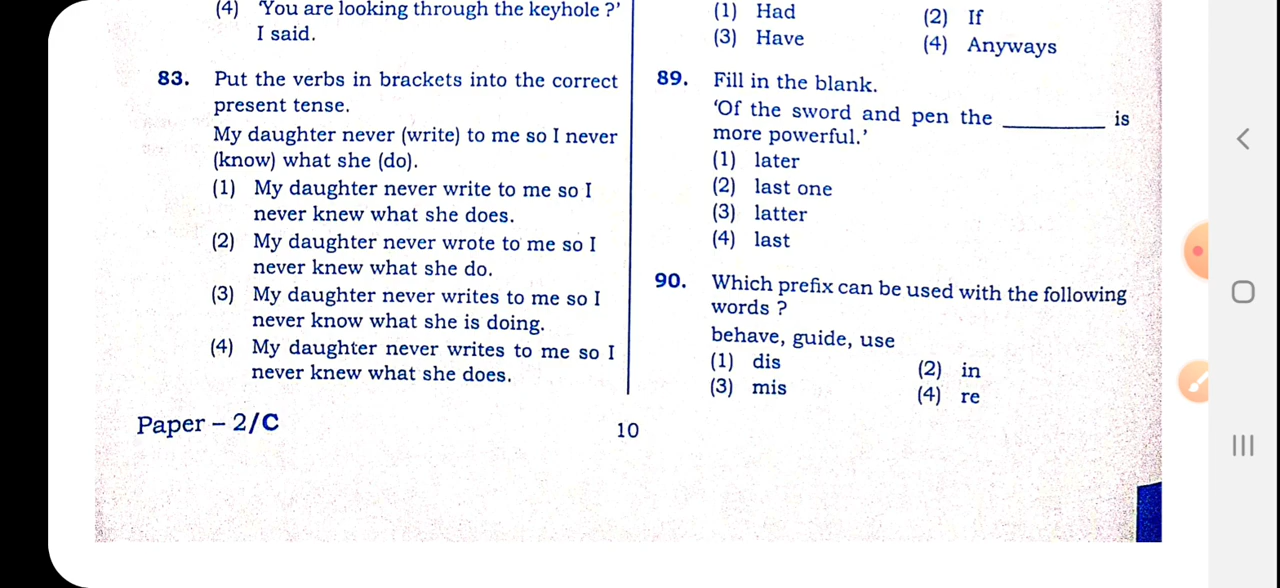 (4) 'You are looking through the keyhole ?'
I said.
83. Put the verbs in brackets into the correct
present tense.
My daughter never (write) to me so I never
(know) what she (do).
(1) My daughter never write to me so I
never knew what she does.
(2) My daughter never wrote to me so I
never knew what she do.
(3) My daughter never writes to me so I
never know what she is doing.
(4) My daughter never writes to me so I
never knew what she does.
Paper – 2/C
(1) Had
(2) If
(3) Have
(4) Anyways
89. Fill in the blank.
'Of the sword and pen the ________ is
more powerful.'
(1) later
(2) last one
(3) latter
(4) last
90. Which prefix can be used with the following
words ?
behave, guide, use
(1) dis
(2) in
(3) mis
(4) re
10